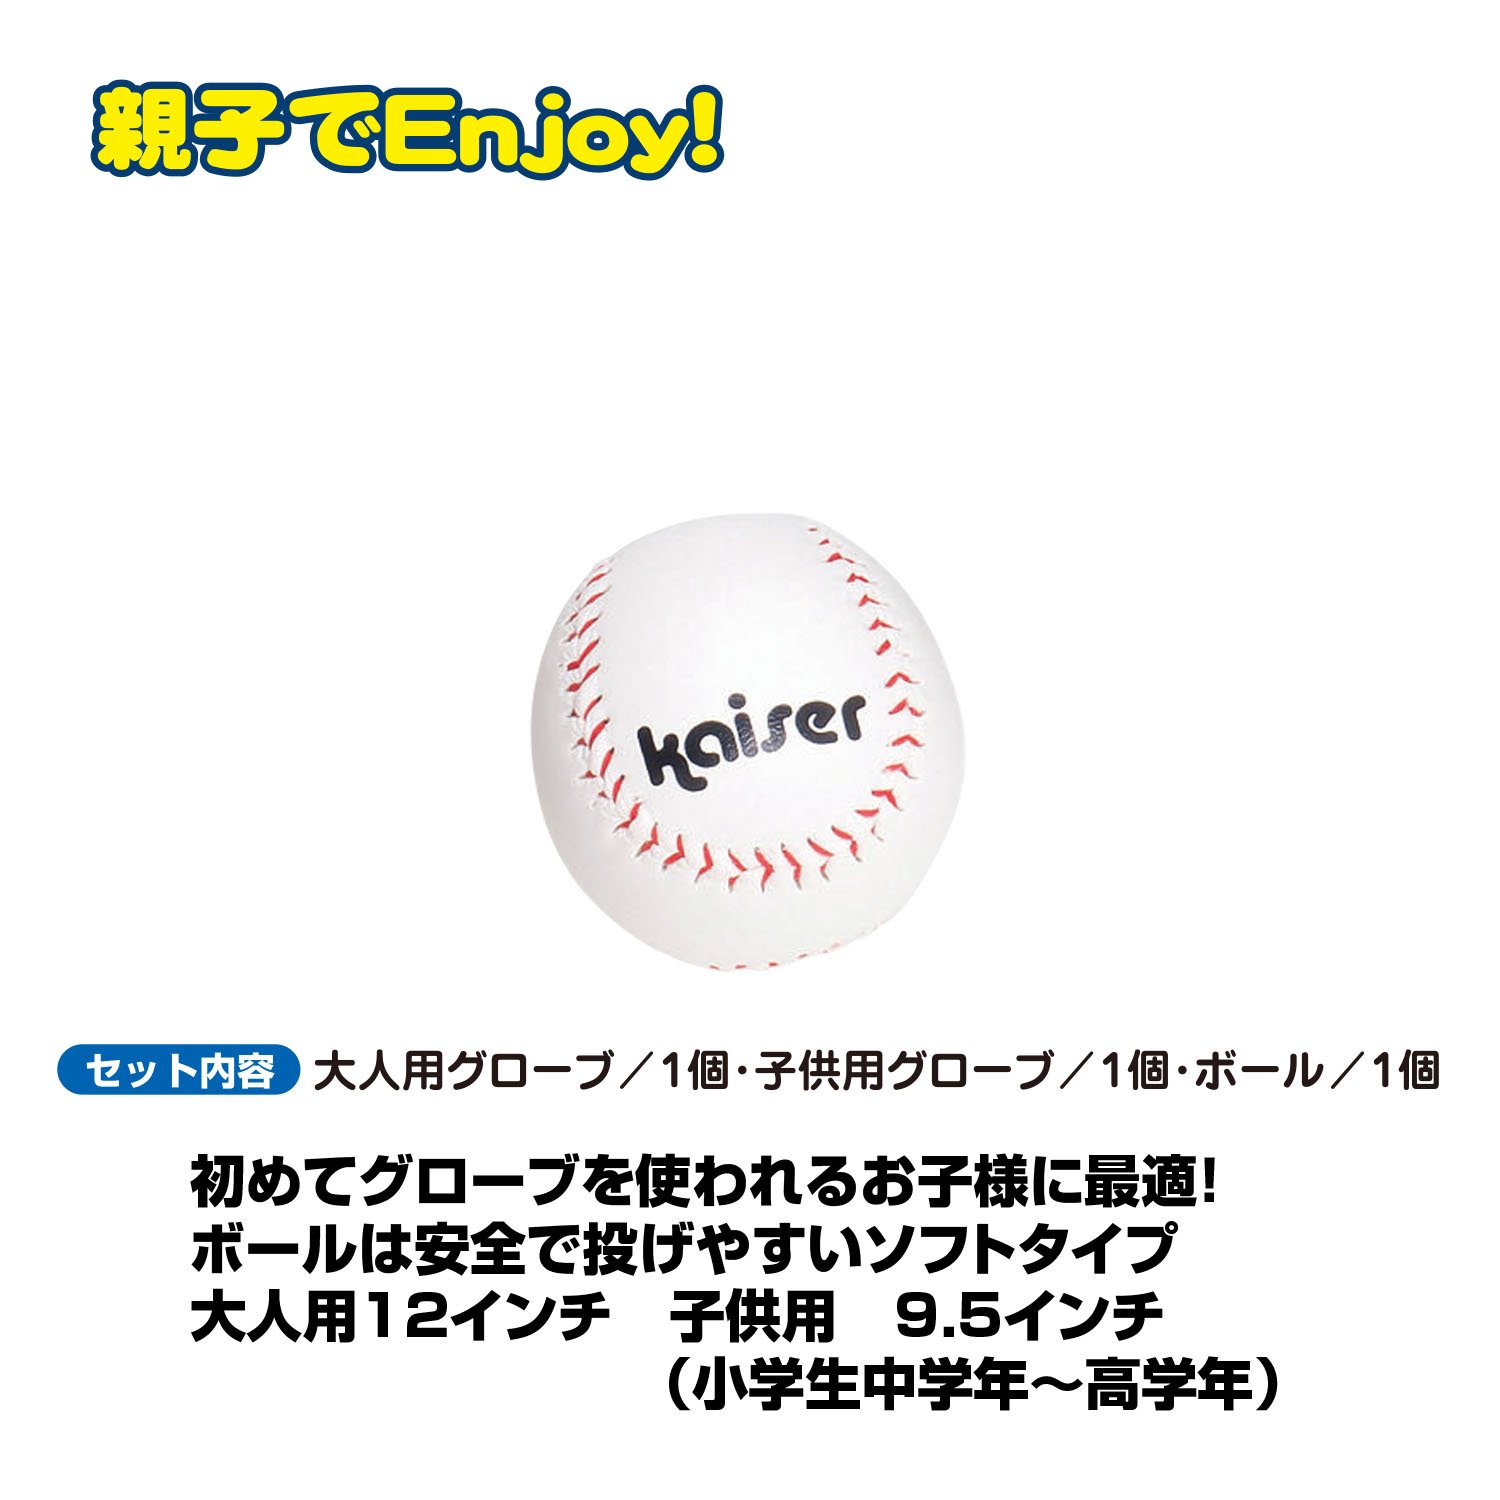 親子でEnjoy!
kaiser
セット内容 大人用グローブ／1個・子供用グローブ／1個・ボール／1個
初めてグローブを使われるお子様に最適!
ボールは安全で投げやすいソフトタイプ
大人用12インチ　子供用　9.5インチ
（小学生中学年～高学年）